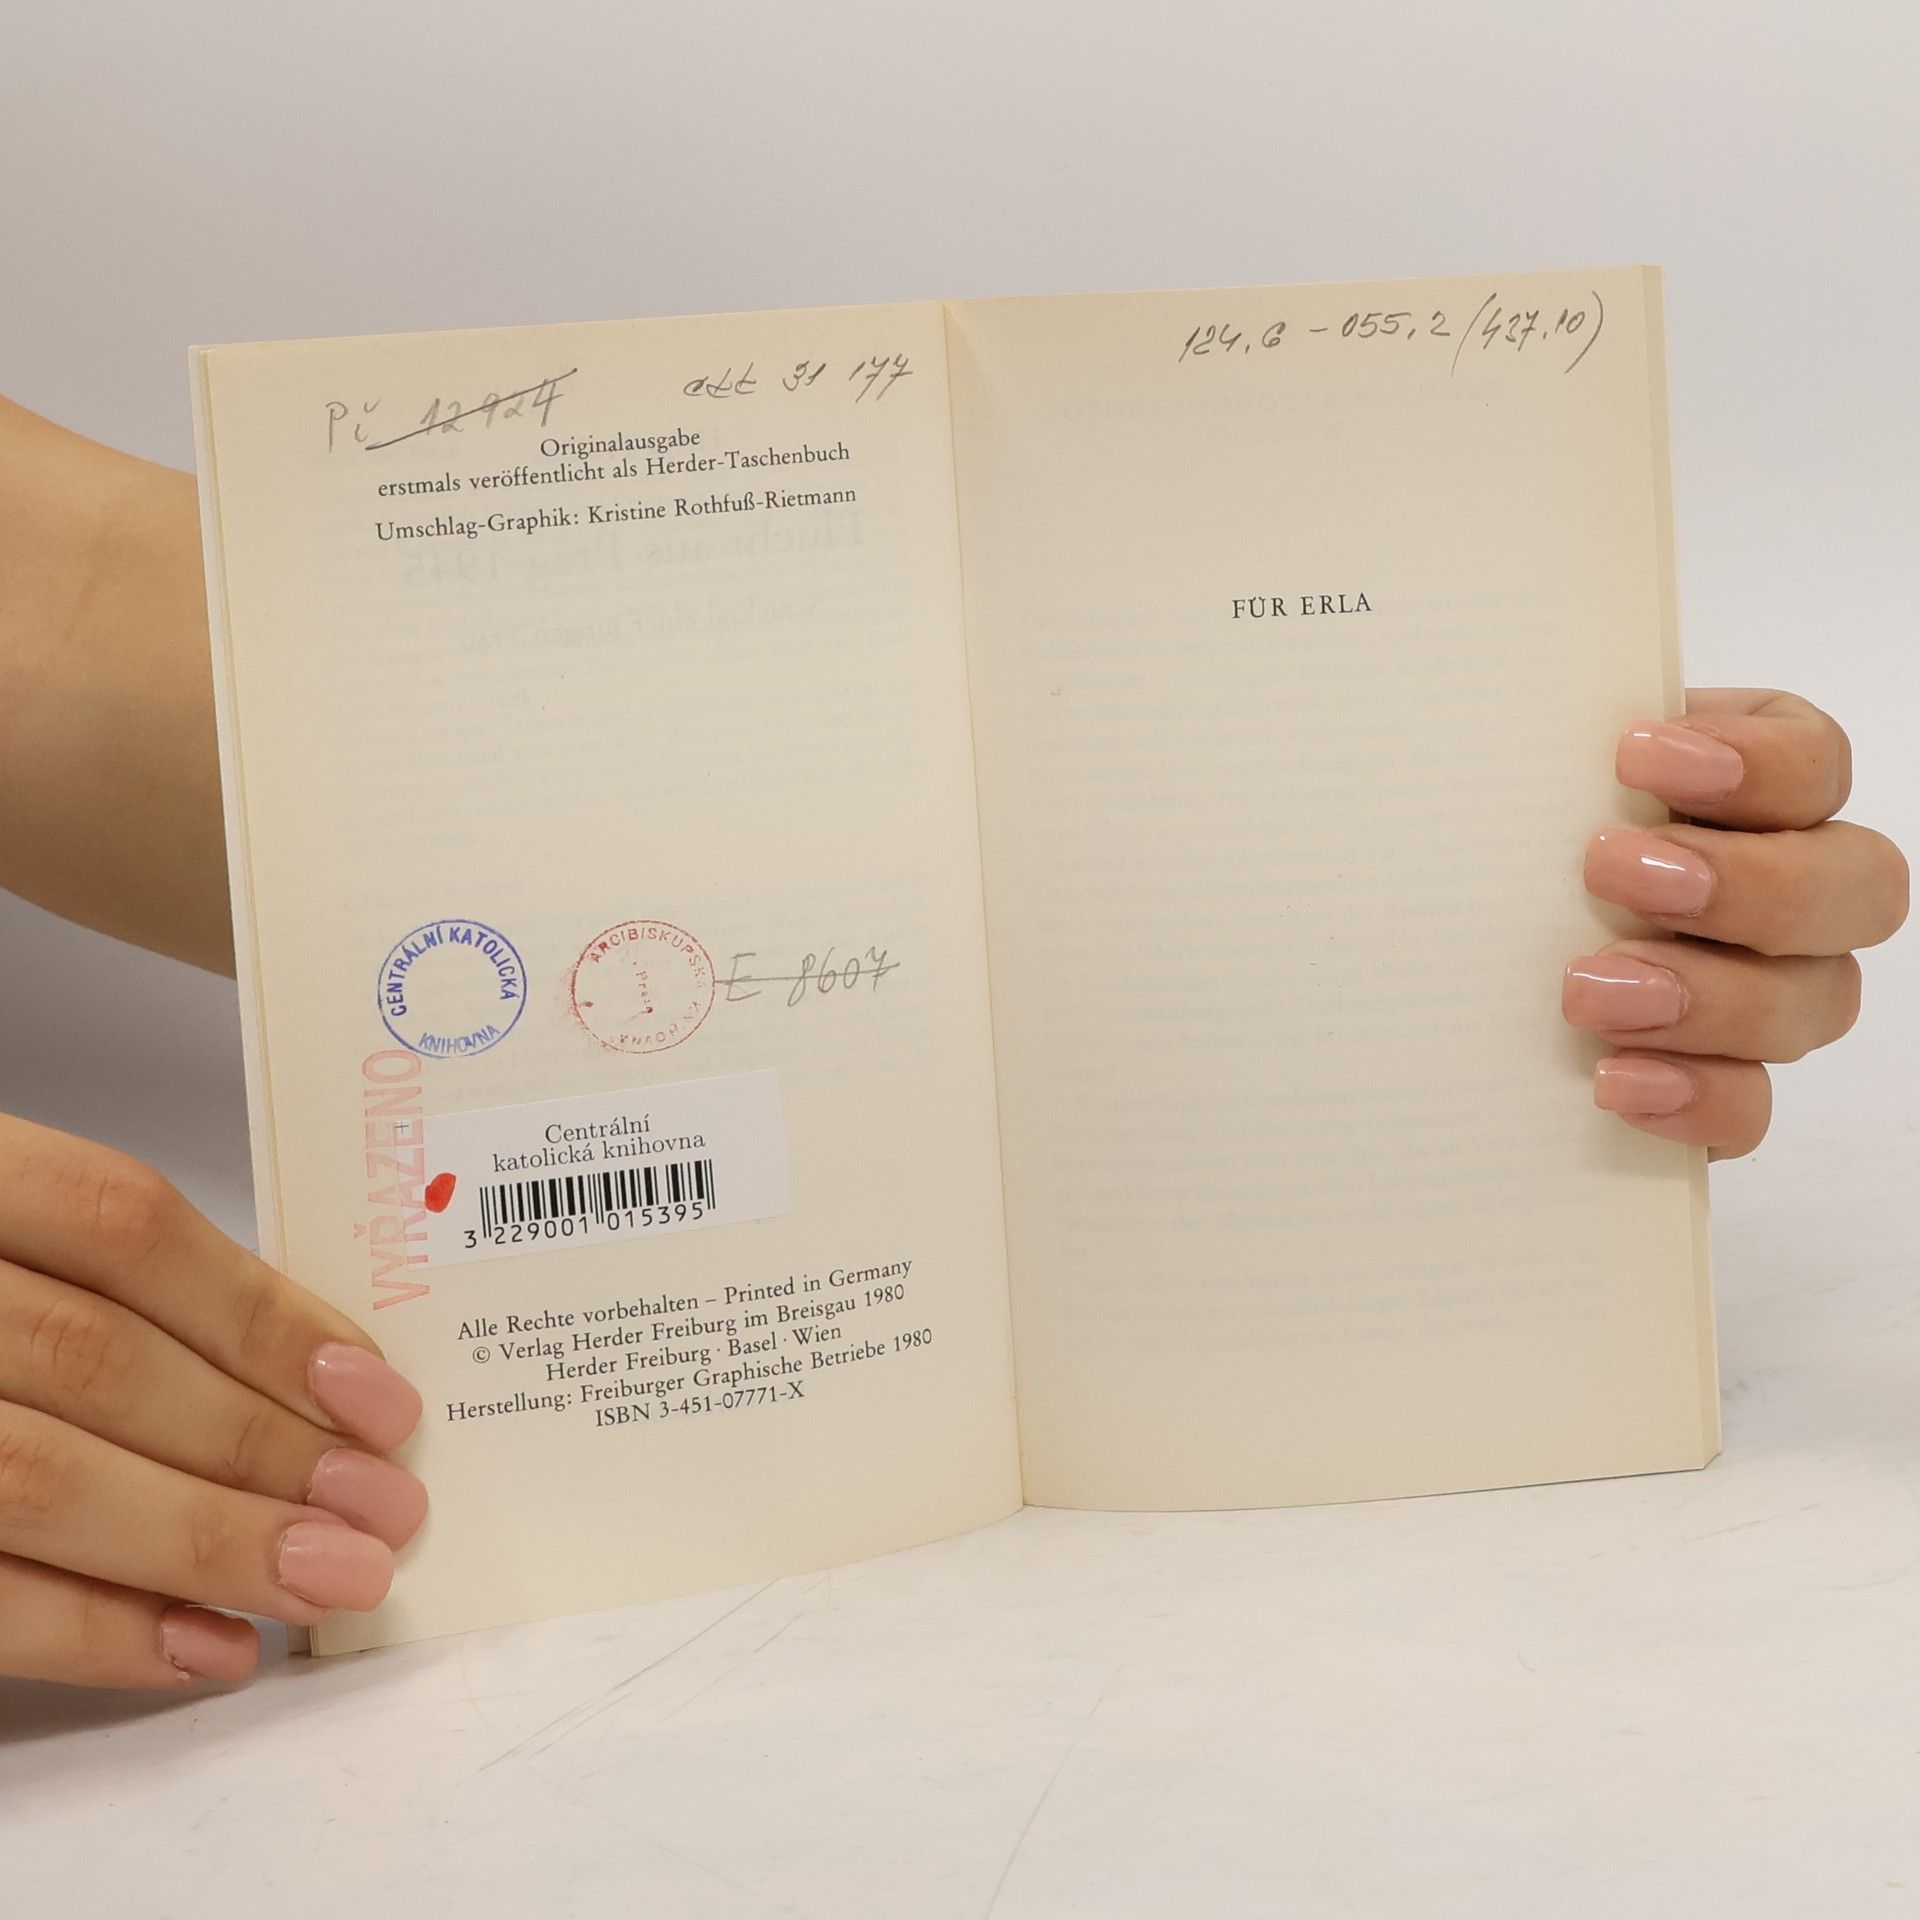 Pí 12924
ctt 31 177
Originalausgabe
erstmals veröffentlicht als Herder-Taschenbuch
Umschlag-Graphik: Kristine Rothfuß-Rietmann
CENTRÁLNÍ KATOLICKÁ
KNIHOVNA
ARCIBISKUPSKÁ KNIHOVNA
Praze
E 8607
VYŘAZENO
Centrální
katolická knihovna
3 229001 015395
Alle Rechte vorbehalten – Printed in Germany
© Verlag Herder Freiburg im Breisgau 1980
Herder Freiburg · Basel · Wien
Herstellung: Freiburger Graphische Betriebe 1980
ISBN 3-451-07771-X
124.6 – 055.2 (437.10)
FÜR ERLA